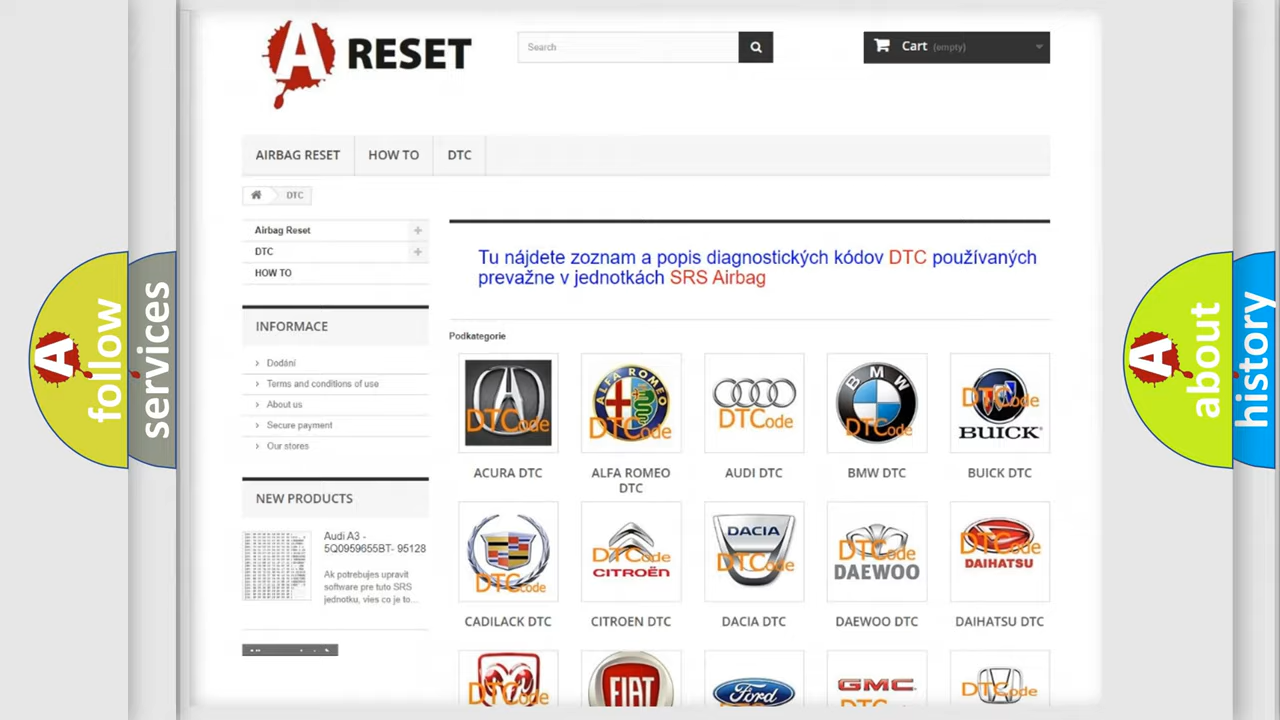 A RESET
Search
Cart (empty)
AIRBAG RESET
HOW TO
DTC
DTC
Airbag Reset
DTC
HOW TO
INFORMACE
Dodání
Terms and conditions of use
About us
Secure payment
Our stores
NEW PRODUCTS
Audi A3 -
5Q0959655BT- 95128
Ak potrebujes upravit
software pre tuto SRS
jednotku, vies co je to...
Tu nájdete zoznam a popis diagnostických kódov DTC používaných
prevažne v jednotkách SRS Airbag
Podkategorie
DTCode
ACURA DTC
ALFA ROMEO
DTCode
ALFA ROMEO
DTC
DTCode
AUDI DTC
BMW
DTCode
BMW DTC
DTCode
BUICK
BUICK DTC
DTCode
CADILACK DTC
DTCode
CITROËN
CITROEN DTC
DACIA
DTCode
DACIA DTC
DTCode
DAEWOO
DAEWOO DTC
DTCode
DAIHATSU
DAIHATSU DTC
DTCode
FIAT
Ford
GMC
DTCode
A follow
services
A about
history